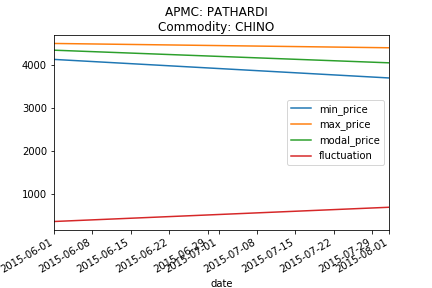 APMC: PATHARDI
Commodity: CHINO
4000
3000
2000
1000
min_price
max_price
modal_price
fluctuation
2015-06-01
2015-06-08
2015-06-15
2015-06-22
2015-06-29
2015-07-01
2015-07-08
2015-07-15
2015-07-22
2015-07-29
2015-08-01
date